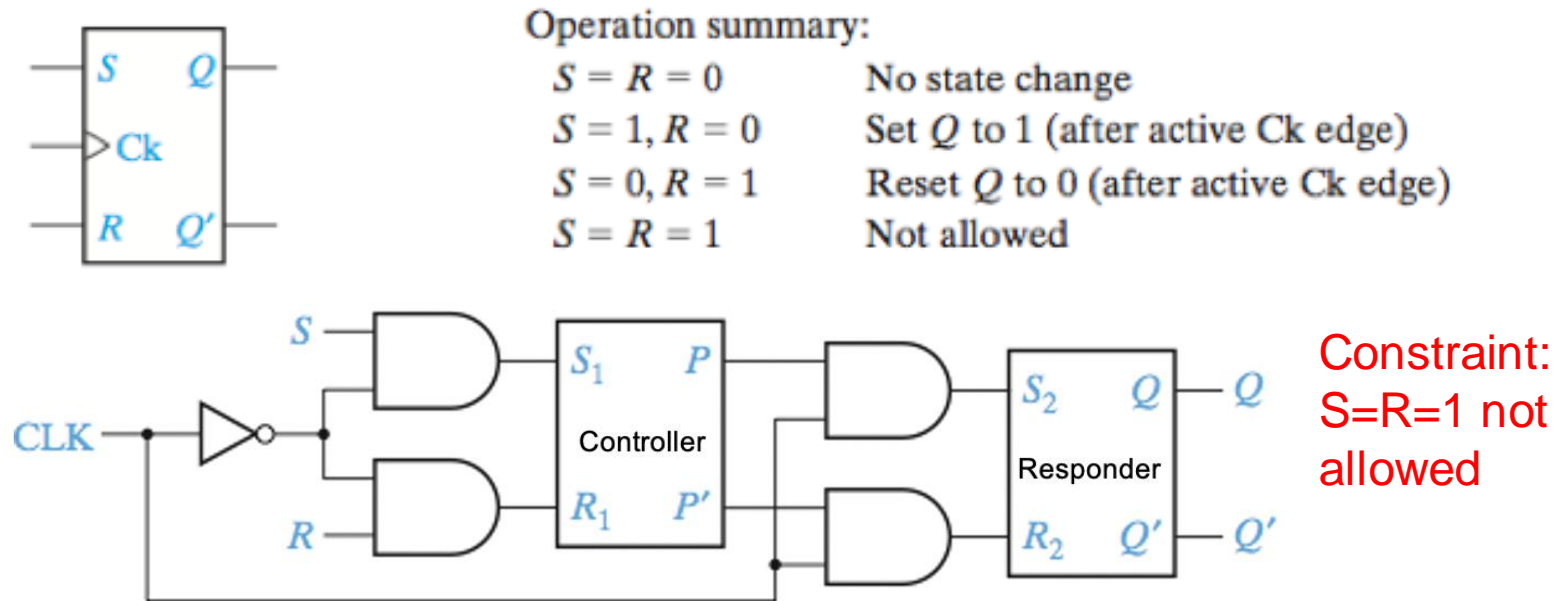 S Q
Ck
R Q′
Operation summary:
S = R = 0 No state change
S = 1, R = 0 Set Q to 1 (after active Ck edge)
S = 0, R = 1 Reset Q to 0 (after active Ck edge)
S = R = 1 Not allowed
S
CLK
R
S₁ P
Controller
R₁ P′
S₂ Q
Responder
R₂ Q′
Q
Q′
Constraint:
S=R=1 not
allowed